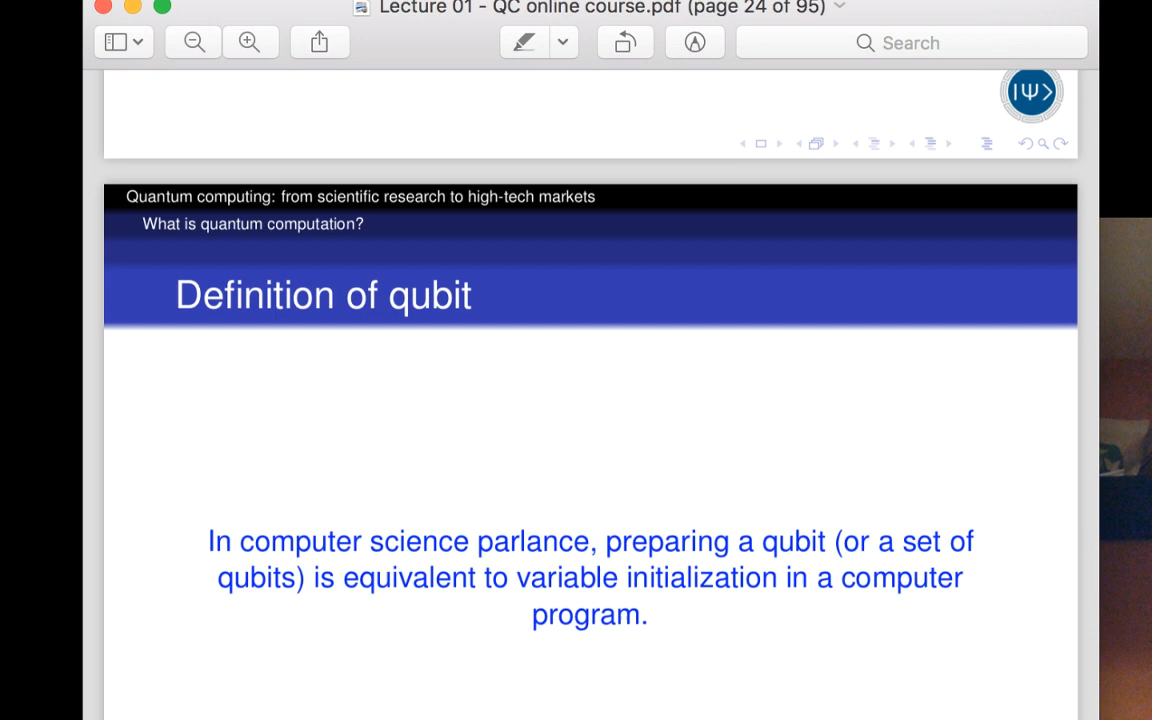 Lecture 01 - QC online course.pdf (page 24 of 95)
Search
|Ψ>
Quantum computing: from scientific research to high-tech markets
What is quantum computation?
Definition of qubit
In computer science parlance, preparing a qubit (or a set of
qubits) is equivalent to variable initialization in a computer
program.